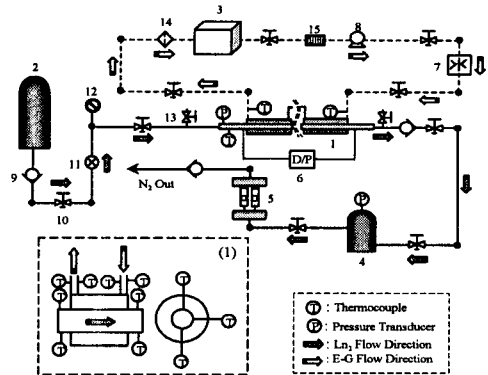 14
3
15
8
2
7
12
13
P
T
T
T
1
11
D/P
6
9
N₂ Out
10
5
P
4
(1)
T T T T
T T
T T
T
T
T
T : Thermocouple
P : Pressure Transducer
: Ln₂ Flow Direction
: E-G Flow Direction